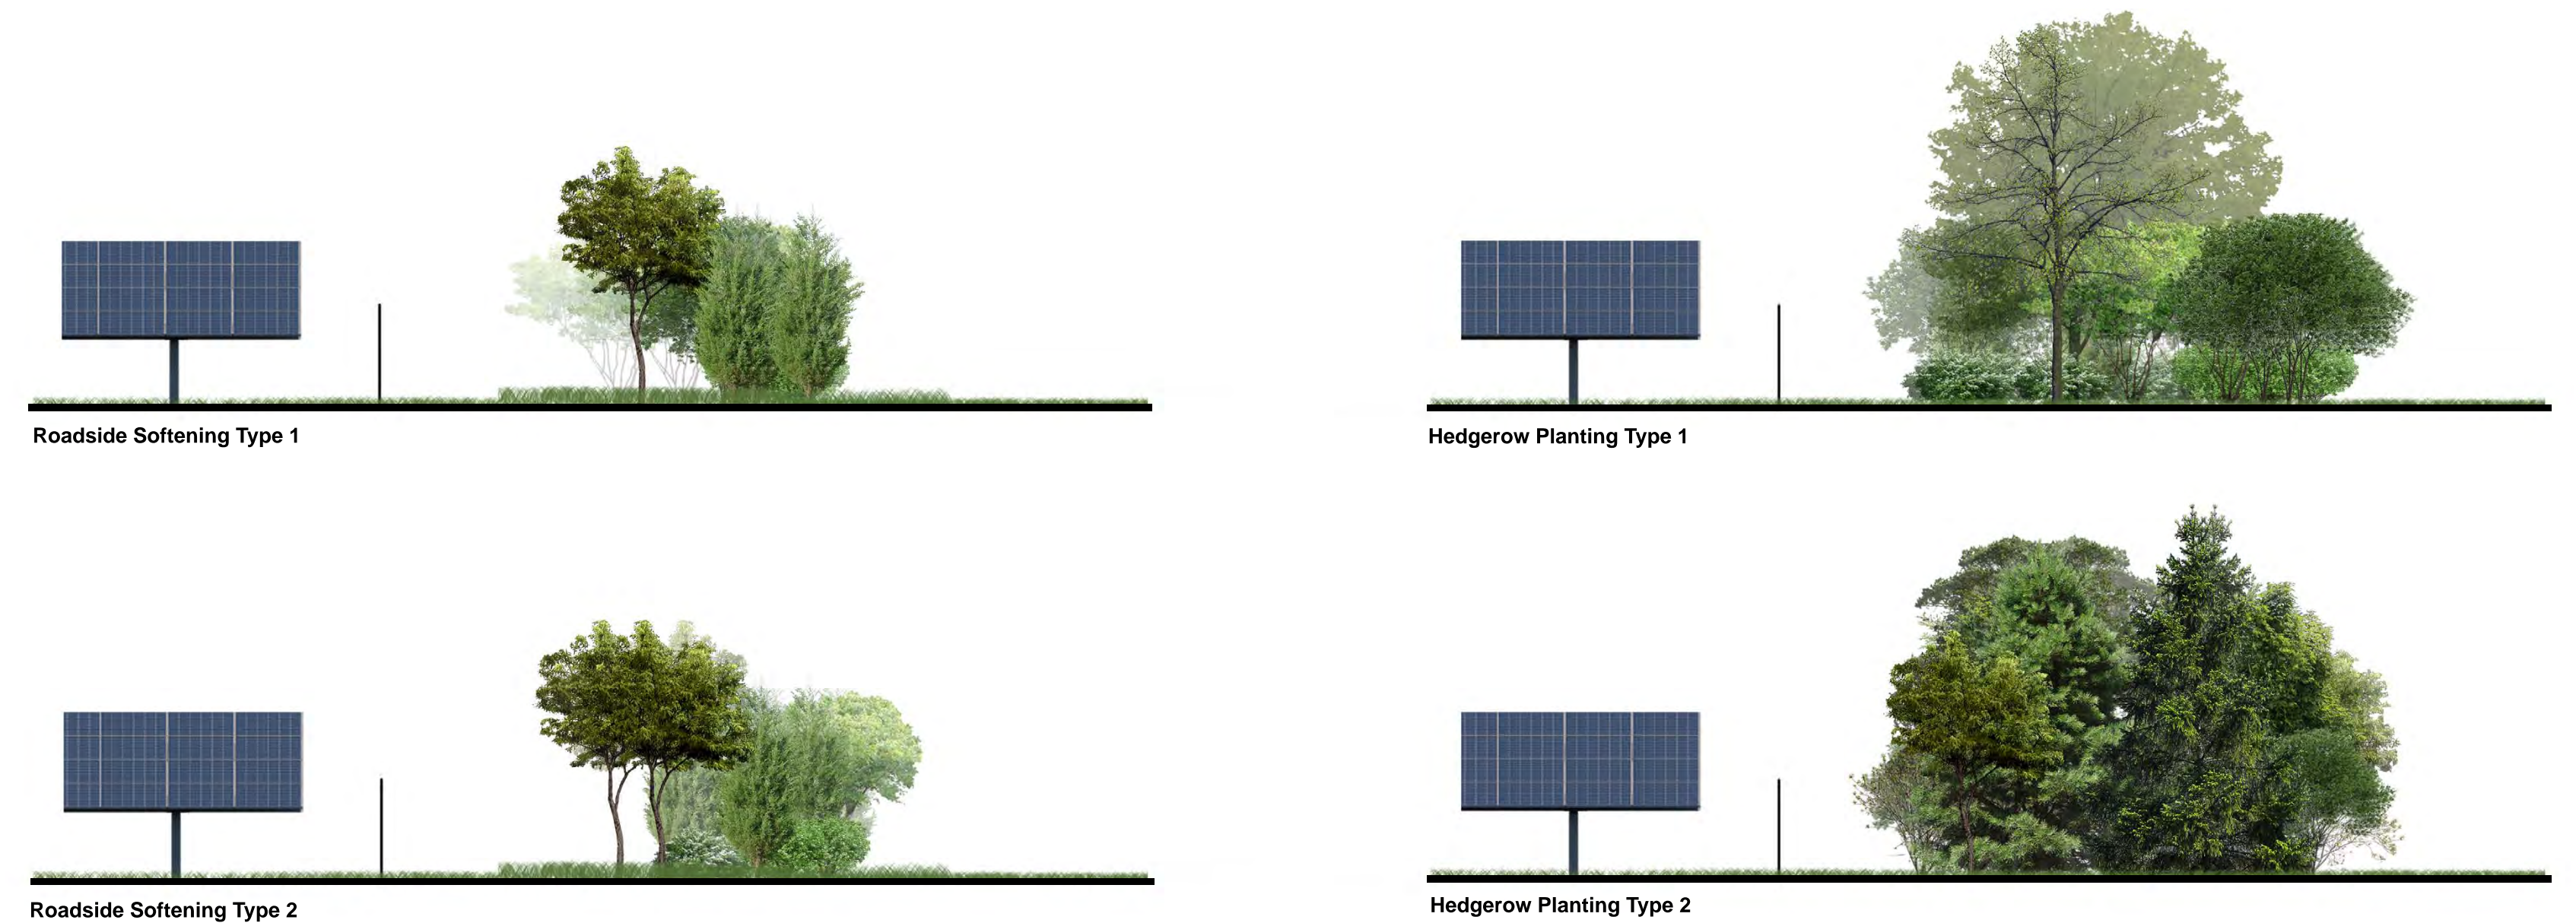 Roadside Softening Type 1
Hedgerow Planting Type 1
Roadside Softening Type 2
Hedgerow Planting Type 2